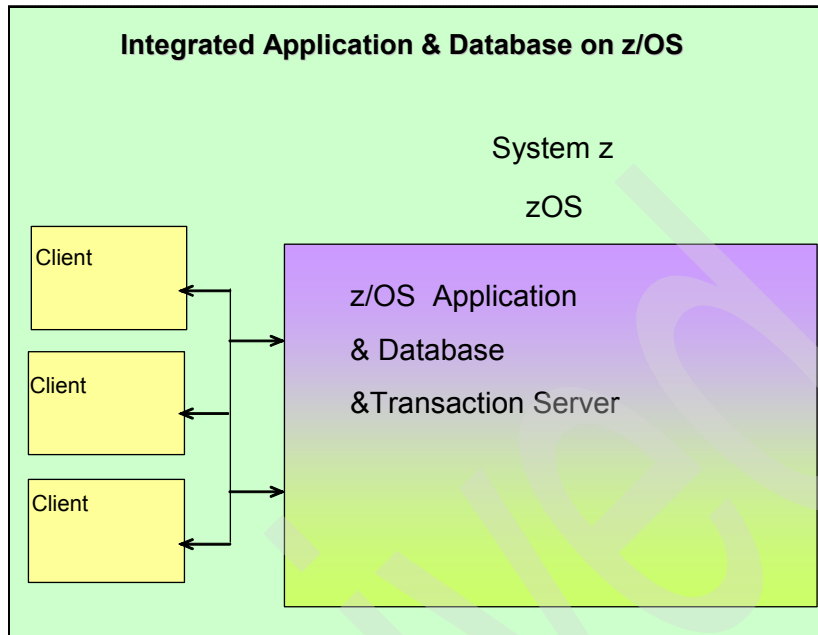 Integrated Application & Database on z/OS
System z
zOS
Client
z/OS Application
& Database
&Transaction Server
Client
Client